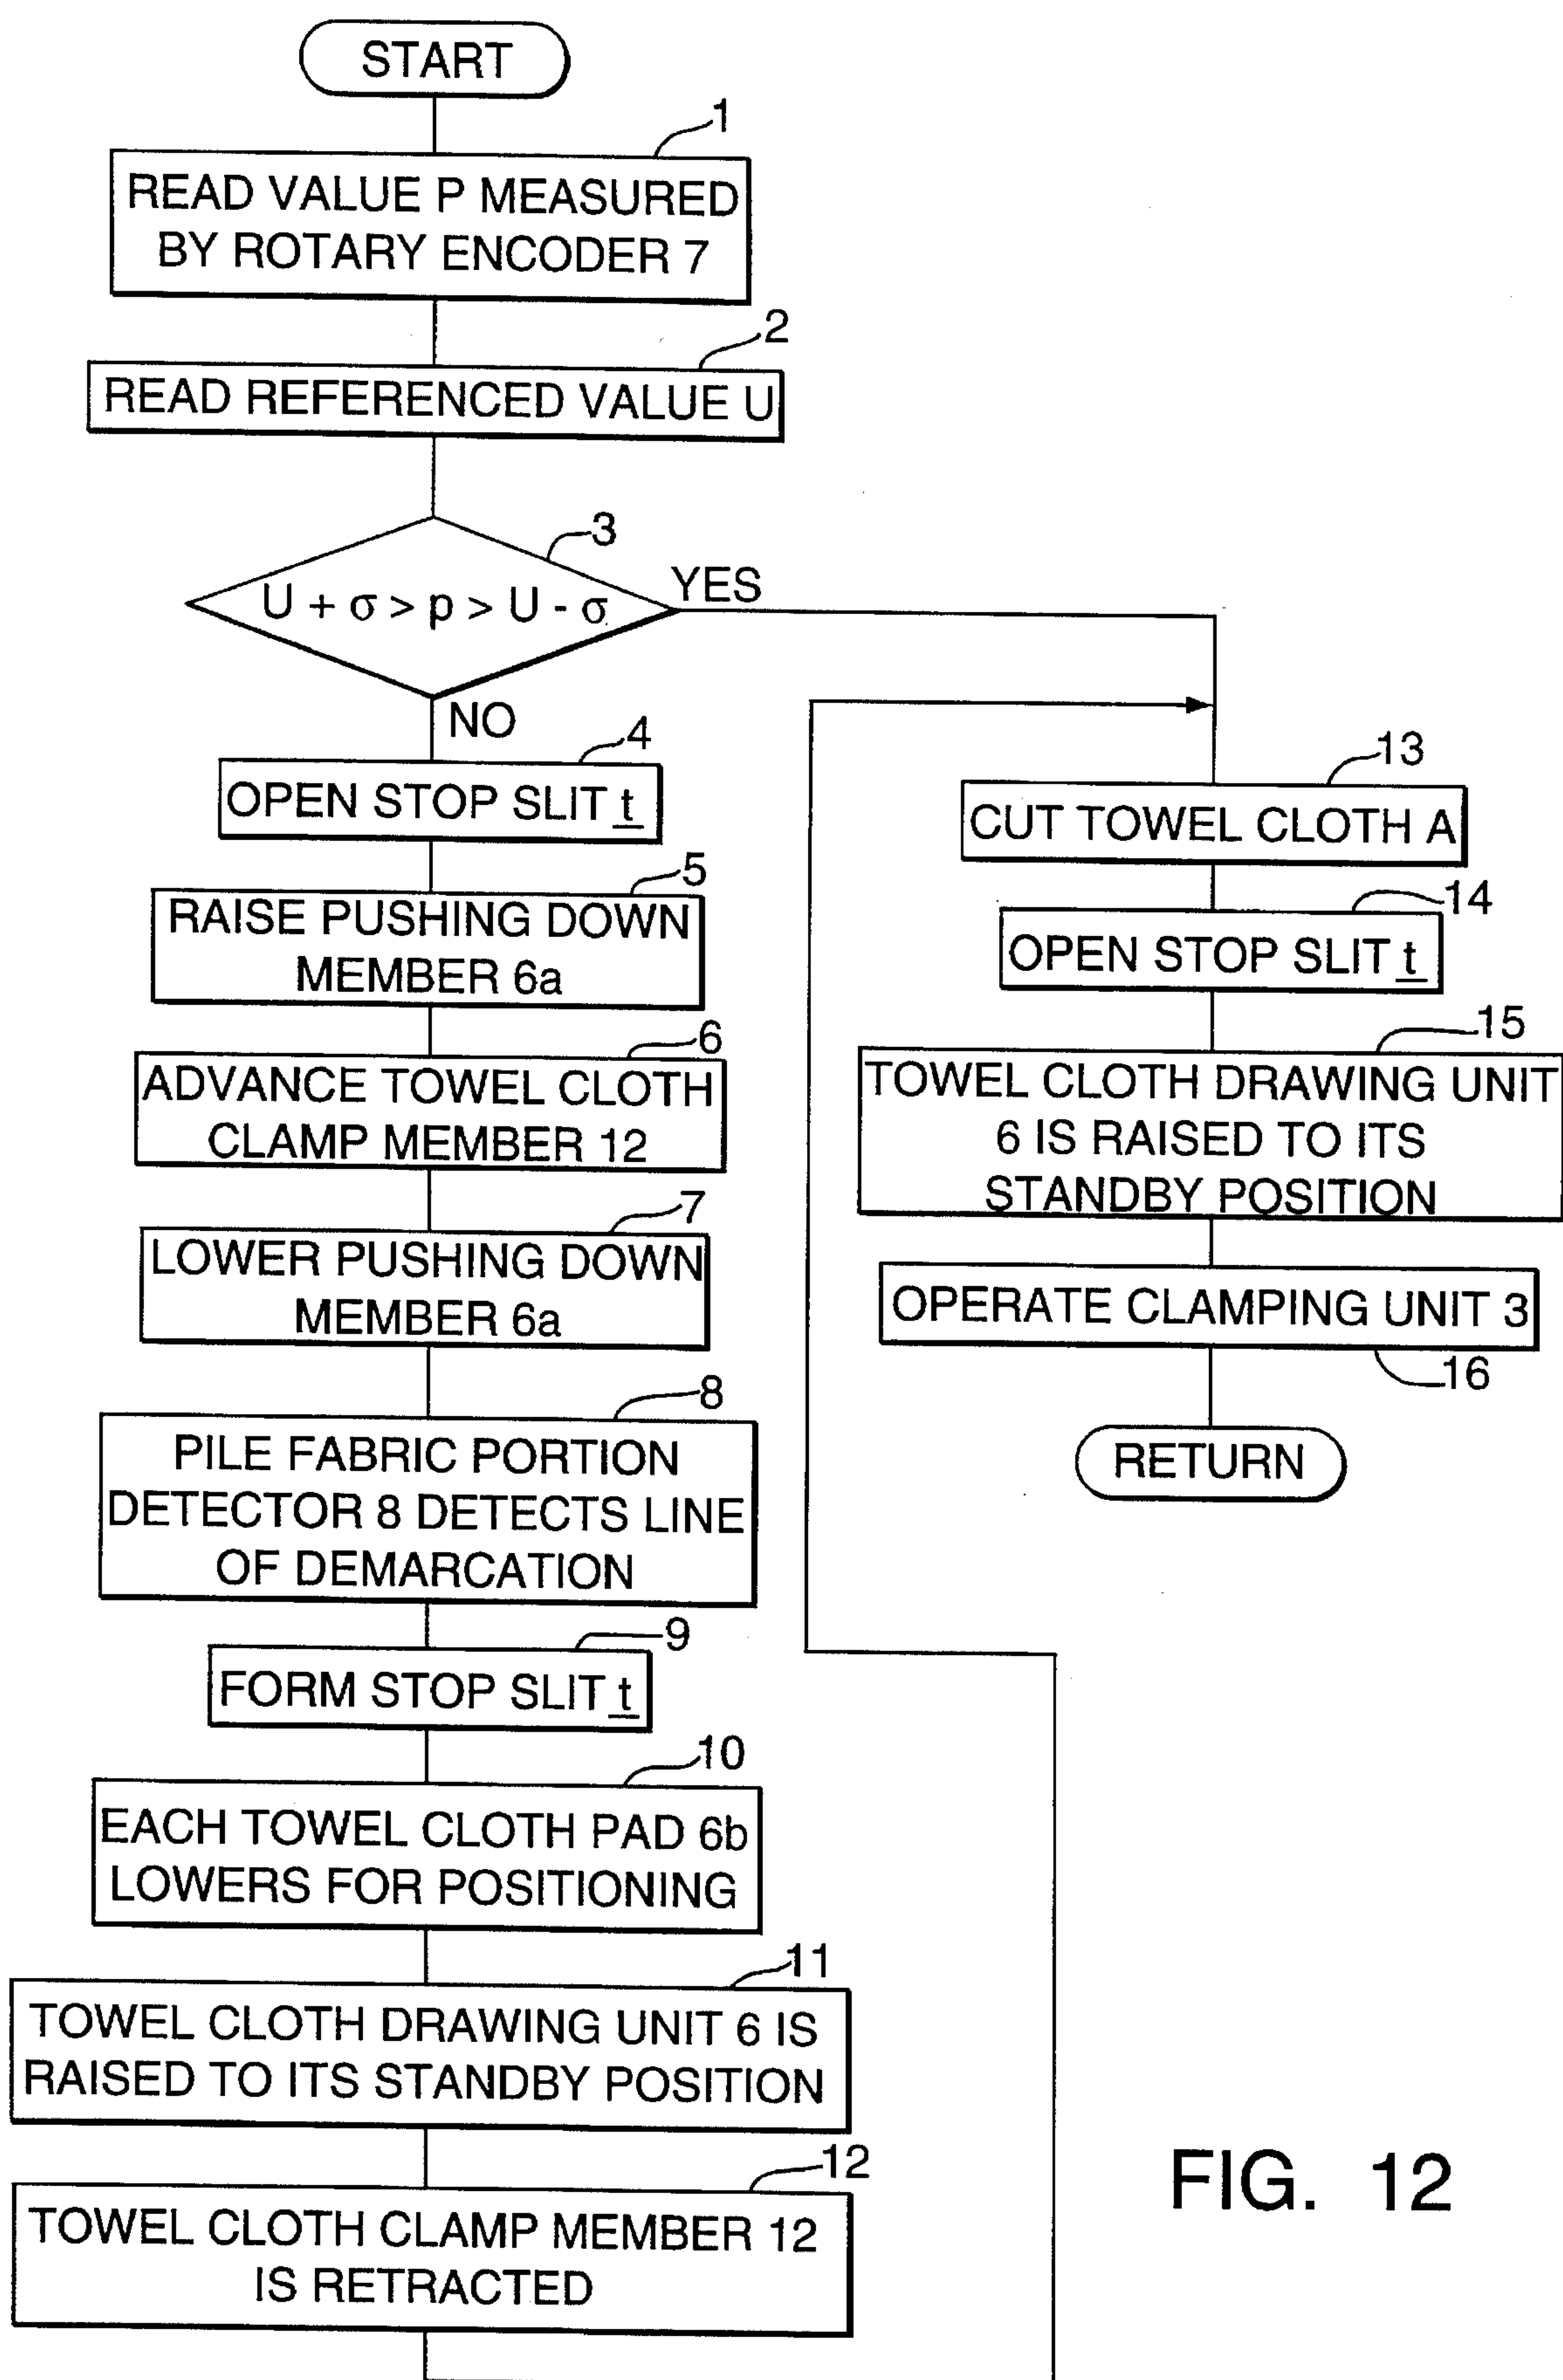 START
1
READ VALUE P MEASURED
BY ROTARY ENCODER 7
2
READ REFERENCED VALUE U
3
U + σ > p > U - σ
YES
NO
4
OPEN STOP SLIT t
5
RAISE PUSHING DOWN
MEMBER 6a
6
ADVANCE TOWEL CLOTH
CLAMP MEMBER 12
7
LOWER PUSHING DOWN
MEMBER 6a
8
PILE FABRIC PORTION
DETECTOR 8 DETECTS LINE
OF DEMARCATION
9
FORM STOP SLIT t
10
EACH TOWEL CLOTH PAD 6b
LOWERS FOR POSITIONING
11
TOWEL CLOTH DRAWING UNIT 6 IS
RAISED TO ITS STANDBY POSITION
12
TOWEL CLOTH CLAMP MEMBER 12
IS RETRACTED
13
CUT TOWEL CLOTH A
14
OPEN STOP SLIT t
15
TOWEL CLOTH DRAWING UNIT
6 IS RAISED TO ITS
STANDBY POSITION
OPERATE CLAMPING UNIT 3
16
RETURN
FIG. 12